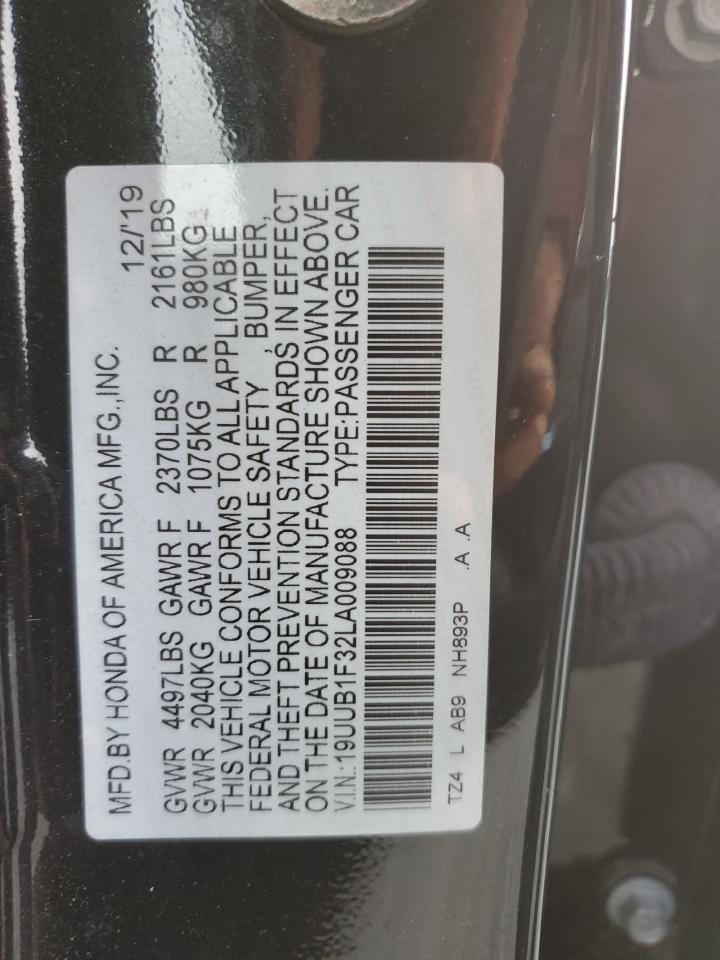 MFD.BY HONDA OF AMERICA MFG.,INC. 12/'19
GVWR 4497LBS GAWR F 2370LBS R 2161LBS
GVWR 2040KG GAWR F 1075KG R 980KG
THIS VEHICLE CONFORMS TO ALL APPLICABLE
FEDERAL MOTOR VEHICLE SAFETY , BUMPER,
AND THEFT PREVENTION STANDARDS IN EFFECT
ON THE DATE OF MANUFACTURE SHOWN ABOVE.
V.I.N.:19UUB1F32LA009088 TYPE:PASSENGER CAR
TZ4 L AB9 NH893P .A .A